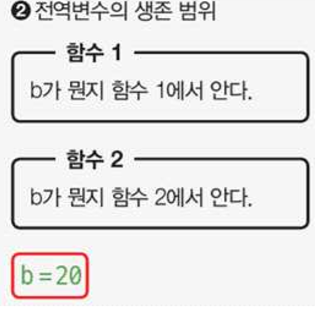 ❷ 전역변수의 생존 범위
함수 1
b가 뭔지 함수 1에서 안다.
함수 2
b가 뭔지 함수 2에서 안다.
b=20